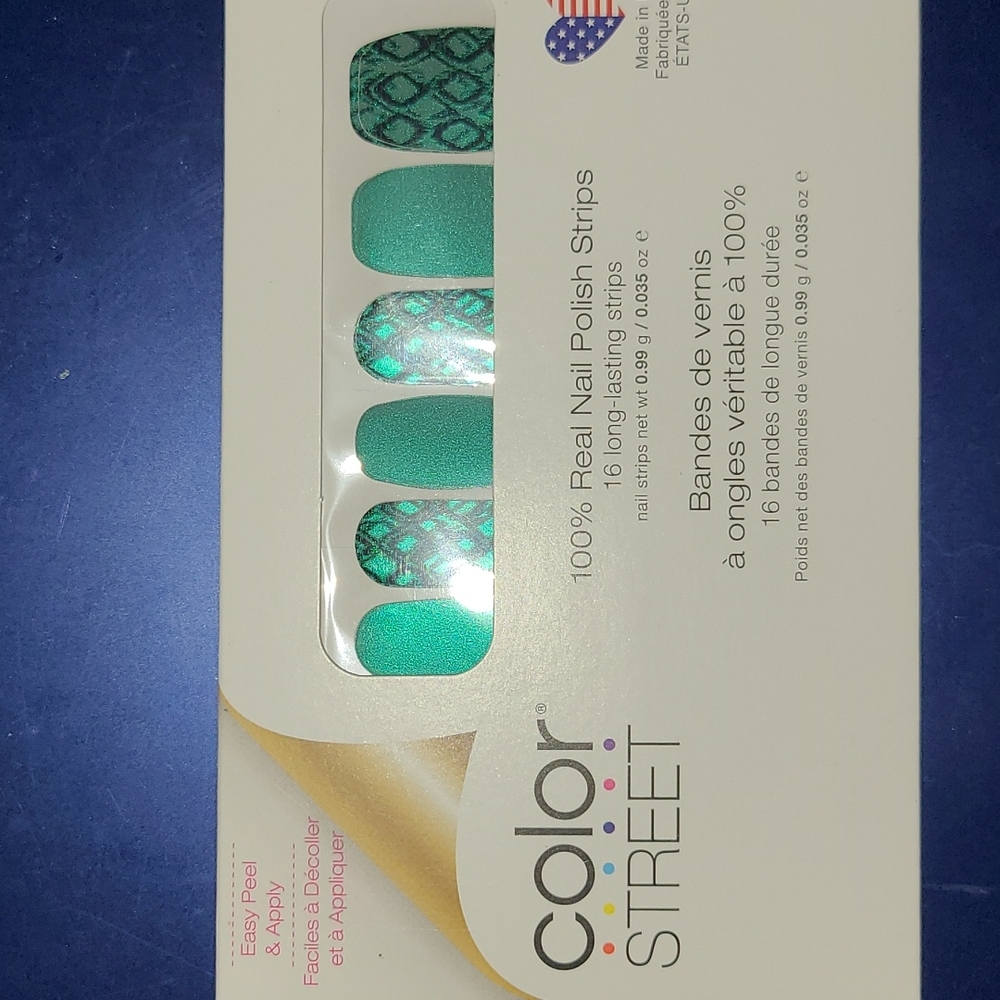 Easy Peel
& Apply
Faciles à Décoller
et à Appliquer
color®
STREET
100% Real Nail Polish Strips
16 long-lasting strips
nail strips net wt 0.99 g / 0.035 oz ℮
Bandes de vernis
à ongles véritable à 100%
16 bandes de longue durée
Poids net des bandes de vernis 0.99 g / 0.035 oz ℮
Made in
Fabriquée
ÉTATS-U